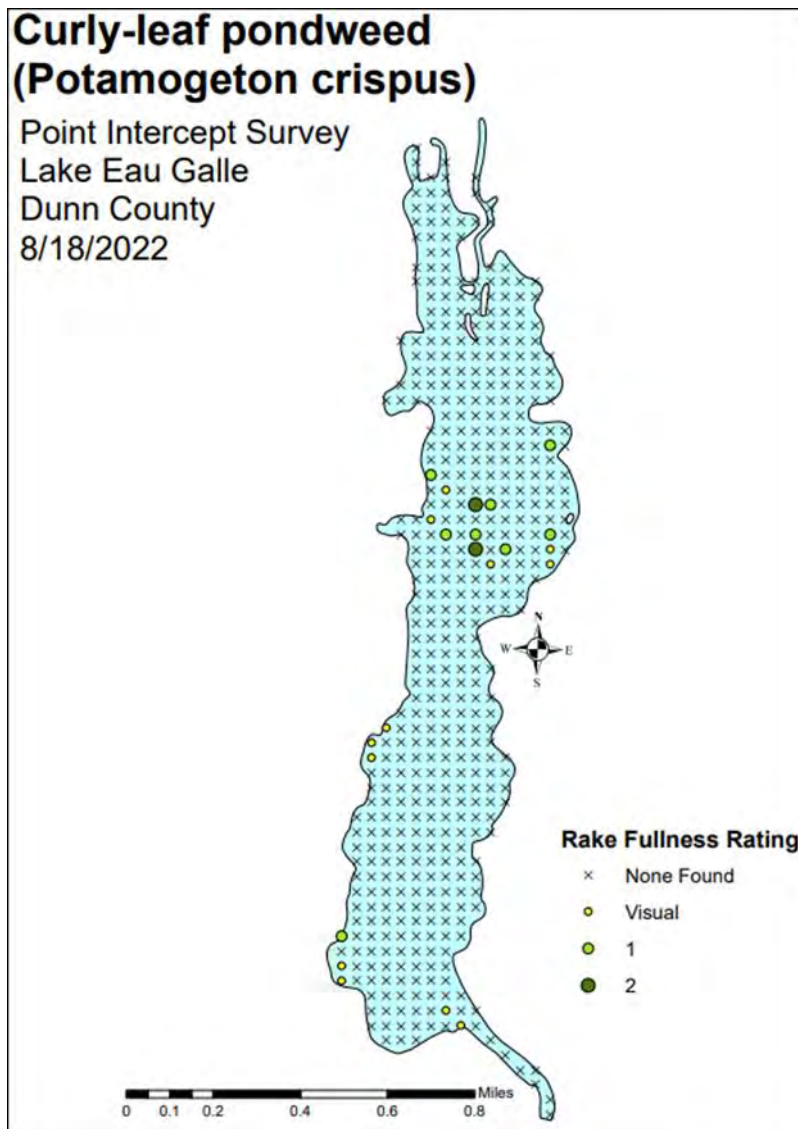 Curly-leaf pondweed
(Potamogeton crispus)
Point Intercept Survey
Lake Eau Galle
Dunn County
8/18/2022
N
W E
S
Rake Fullness Rating
None Found
Visual
1
2
Miles
0 0.1 0.2 0.4 0.6 0.8